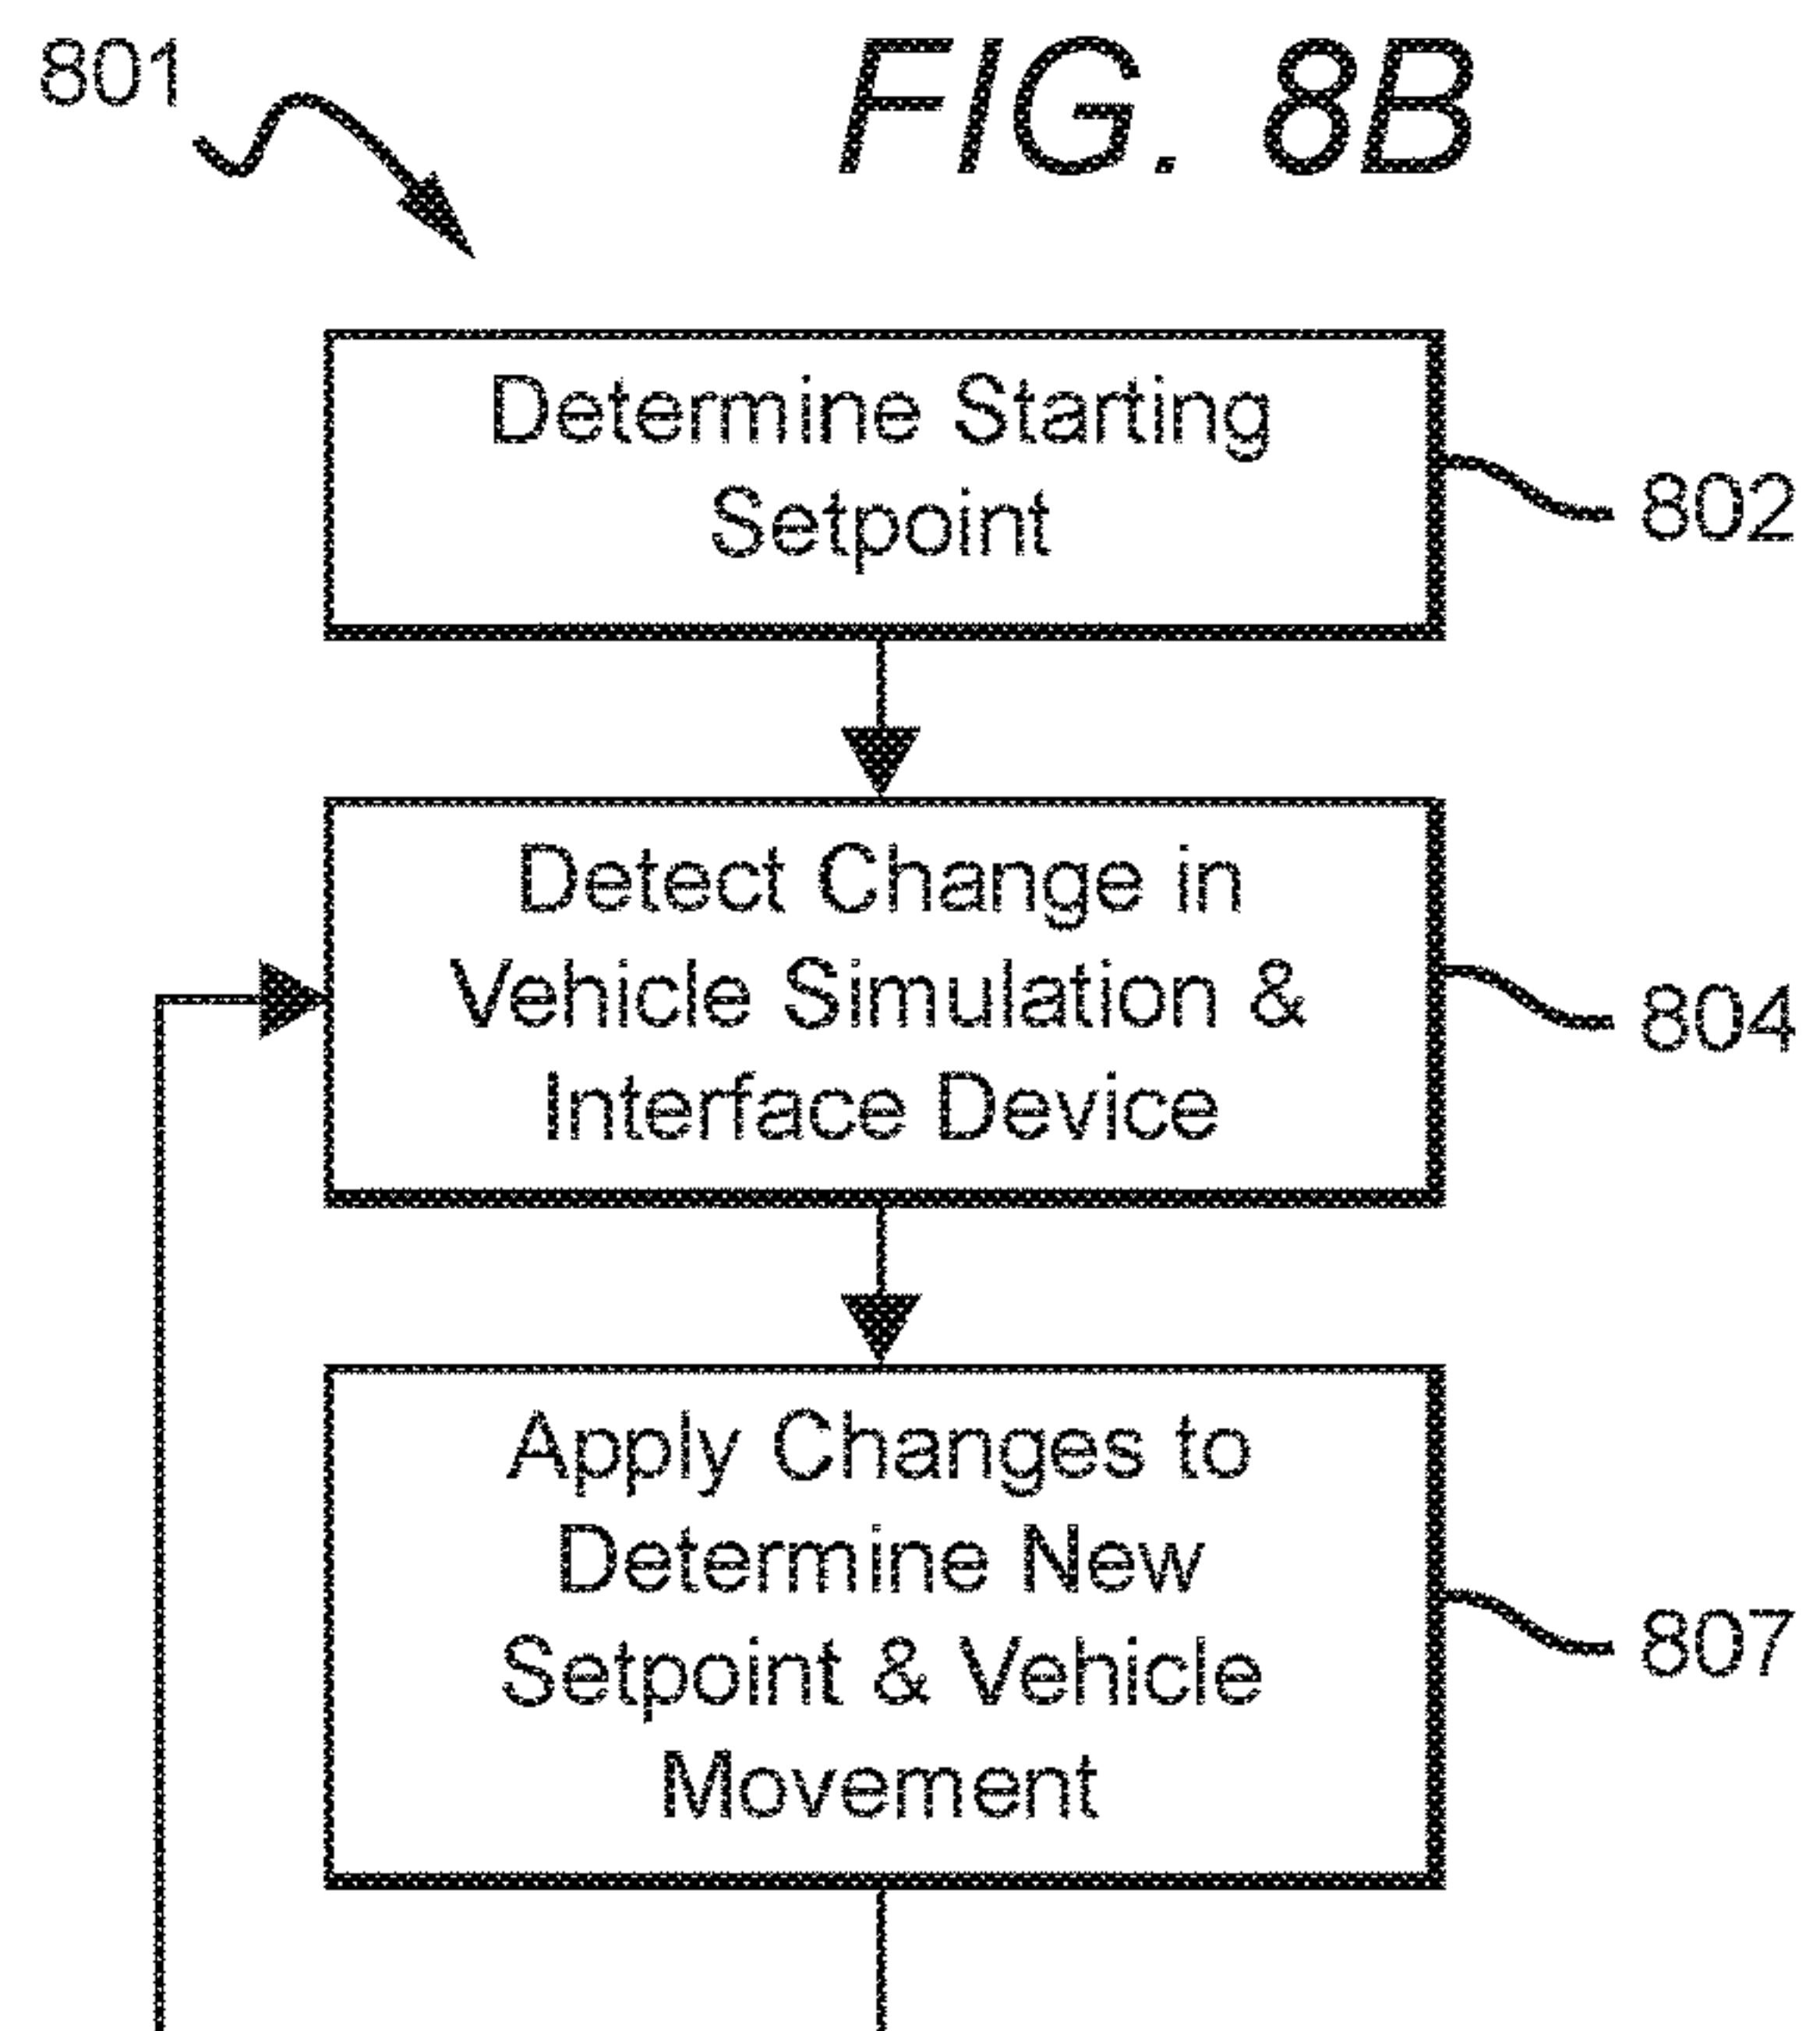 801
FIG. 8B
Determine Starting
Setpoint
802
Detect Change in
Vehicle Simulation &
Interface Device
804
Apply Changes to
Determine New
Setpoint & Vehicle
Movement
807